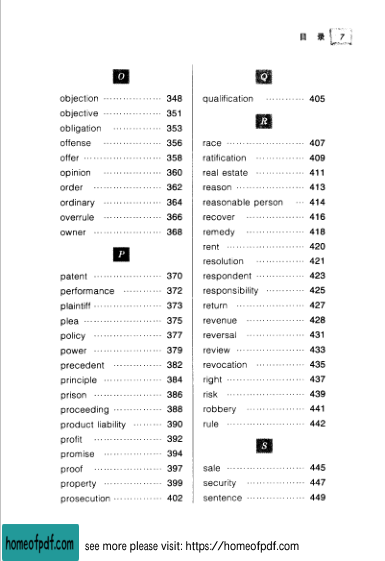 目 录 7
O
objection ·················· 348
objective ·················· 351
obligation ·················· 353
offense ·················· 356
offer ·················· 358
opinion ·················· 360
order ·················· 362
ordinary ·················· 364
overrule ·················· 366
owner ·················· 368
P
patent ·················· 370
performance ············ 372
plaintiff ·················· 373
plea ·················· 375
policy ·················· 377
power ·················· 379
precedent ·················· 382
principle ·················· 384
prison ·················· 386
proceeding ··············· 388
product liability ········· 390
profit ·················· 392
promise ·················· 394
proof ·················· 397
property ·················· 399
prosecution ··············· 402
Q
qualification ············ 405
R
race ·················· 407
ratification ··············· 409
real estate ··············· 411
reason ·················· 413
reasonable person ··· 414
recover ·················· 416
remedy ·················· 418
rent ·················· 420
resolution ··············· 421
respondent ··············· 423
responsibility ············ 425
return ·················· 427
revenue ·················· 428
reversal ·················· 431
review ·················· 433
revocation ··············· 435
right ·················· 437
risk ·················· 439
robbery ·················· 441
rule ·················· 442
S
sale ·················· 445
security ·················· 447
sentence ·················· 449
homeofpdf.com see more please visit: https://homeofpdf.com